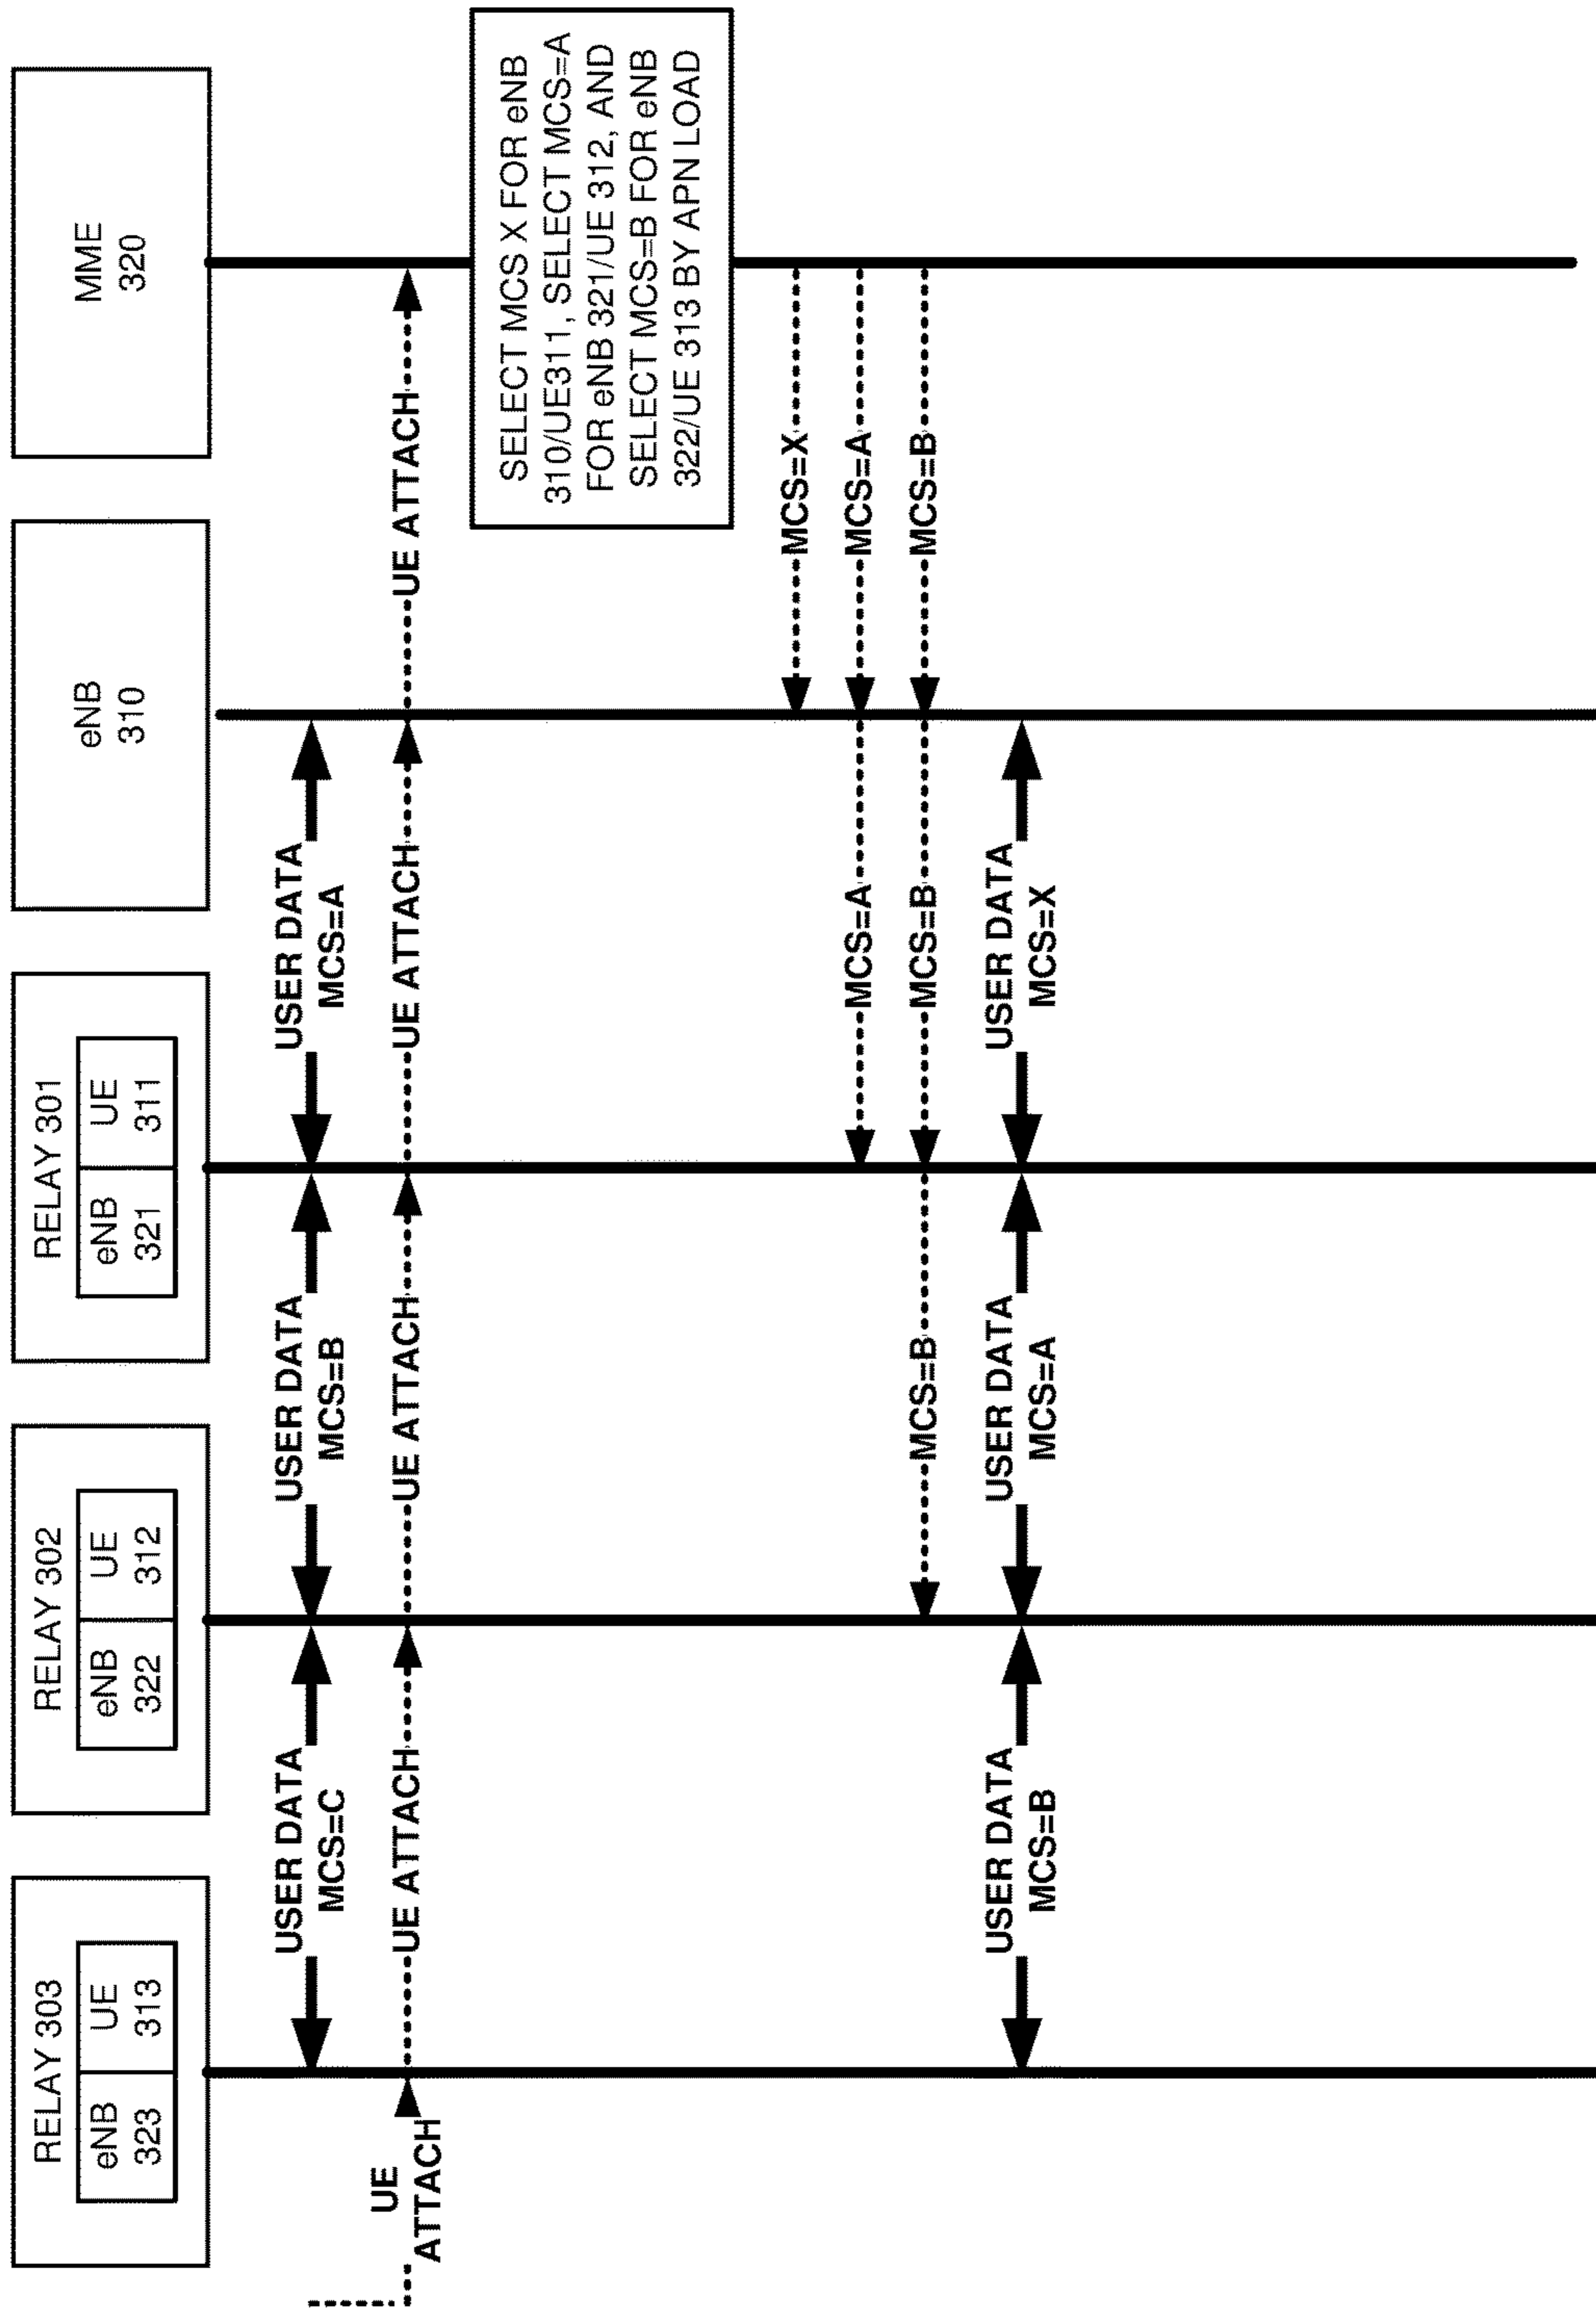 RELAY 303
eNB
323
UE
313
RELAY 302
eNB
322
UE
312
RELAY 301
eNB
321
UE
311
eNB
310
MME
320
USER DATA
MCS=C
USER DATA
MCS=B
USER DATA
MCS=A
UE
ATTACH
UE ATTACH
UE ATTACH
UE ATTACH
UE ATTACH
SELECT MCS X FOR eNB
310/UE311, SELECT MCS=A
FOR eNB 321/UE 312, AND
SELECT MCS=B FOR eNB
322/UE 313 BY APN LOAD
MCS=X
MCS=A
MCS=A
MCS=B
MCS=B
MCS=B
USER DATA
MCS=B
USER DATA
MCS=A
USER DATA
MCS=X